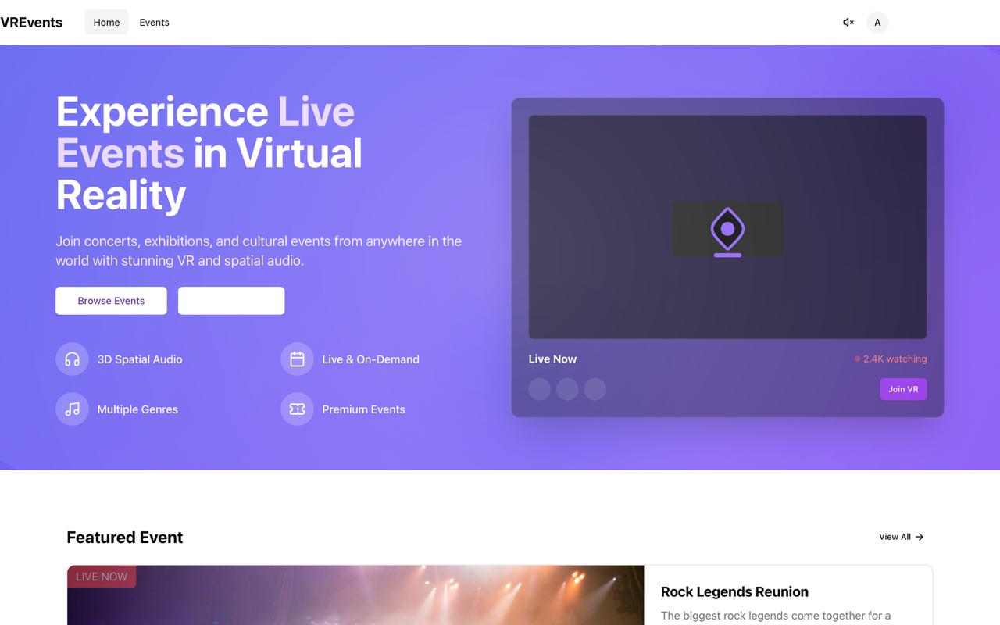 VREvents
Home
Events
A
Experience Live
Events in Virtual
Reality
Join concerts, exhibitions, and cultural events from anywhere in the
world with stunning VR and spatial audio.
Browse Events
3D Spatial Audio
Live & On-Demand
Multiple Genres
Premium Events
Live Now
2.4K watching
Join VR
Featured Event
View All
LIVE NOW
Rock Legends Reunion
The biggest rock legends come together for a